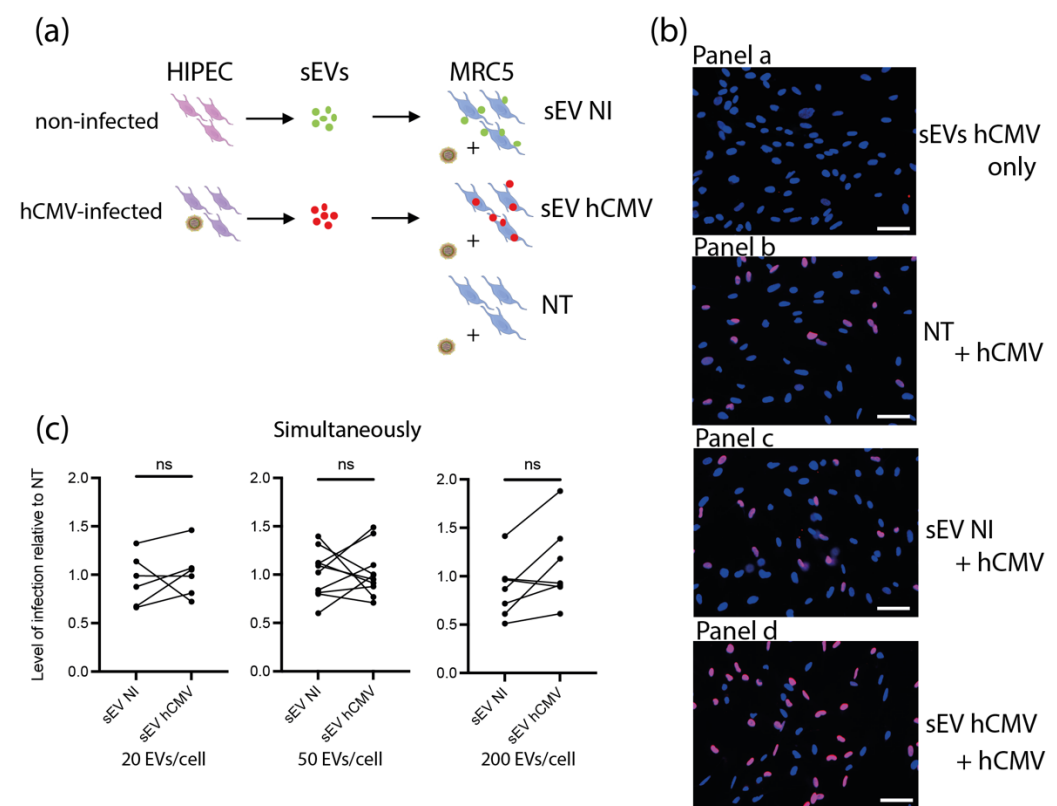 (a)
HIPEC
sEVs
MRC5
non-infected
sEV NI
+
hCMV-infected
sEV hCMV
+
NT
+
(b)
Panel a
sEVs hCMV
only
Panel b
NT
+ hCMV
Panel c
sEV NI
+ hCMV
Panel d
sEV hCMV
+ hCMV
(c)
Simultaneously
Level of infection relative to NT
2.0
1.5
1.0
0.5
0.0
ns
sEV NI
sEV hCMV
20 EVs/cell
2.0
1.5
1.0
0.5
0.0
ns
sEV NI
sEV hCMV
50 EVs/cell
2.0
1.5
1.0
0.5
0.0
ns
sEV NI
sEV hCMV
200 EVs/cell